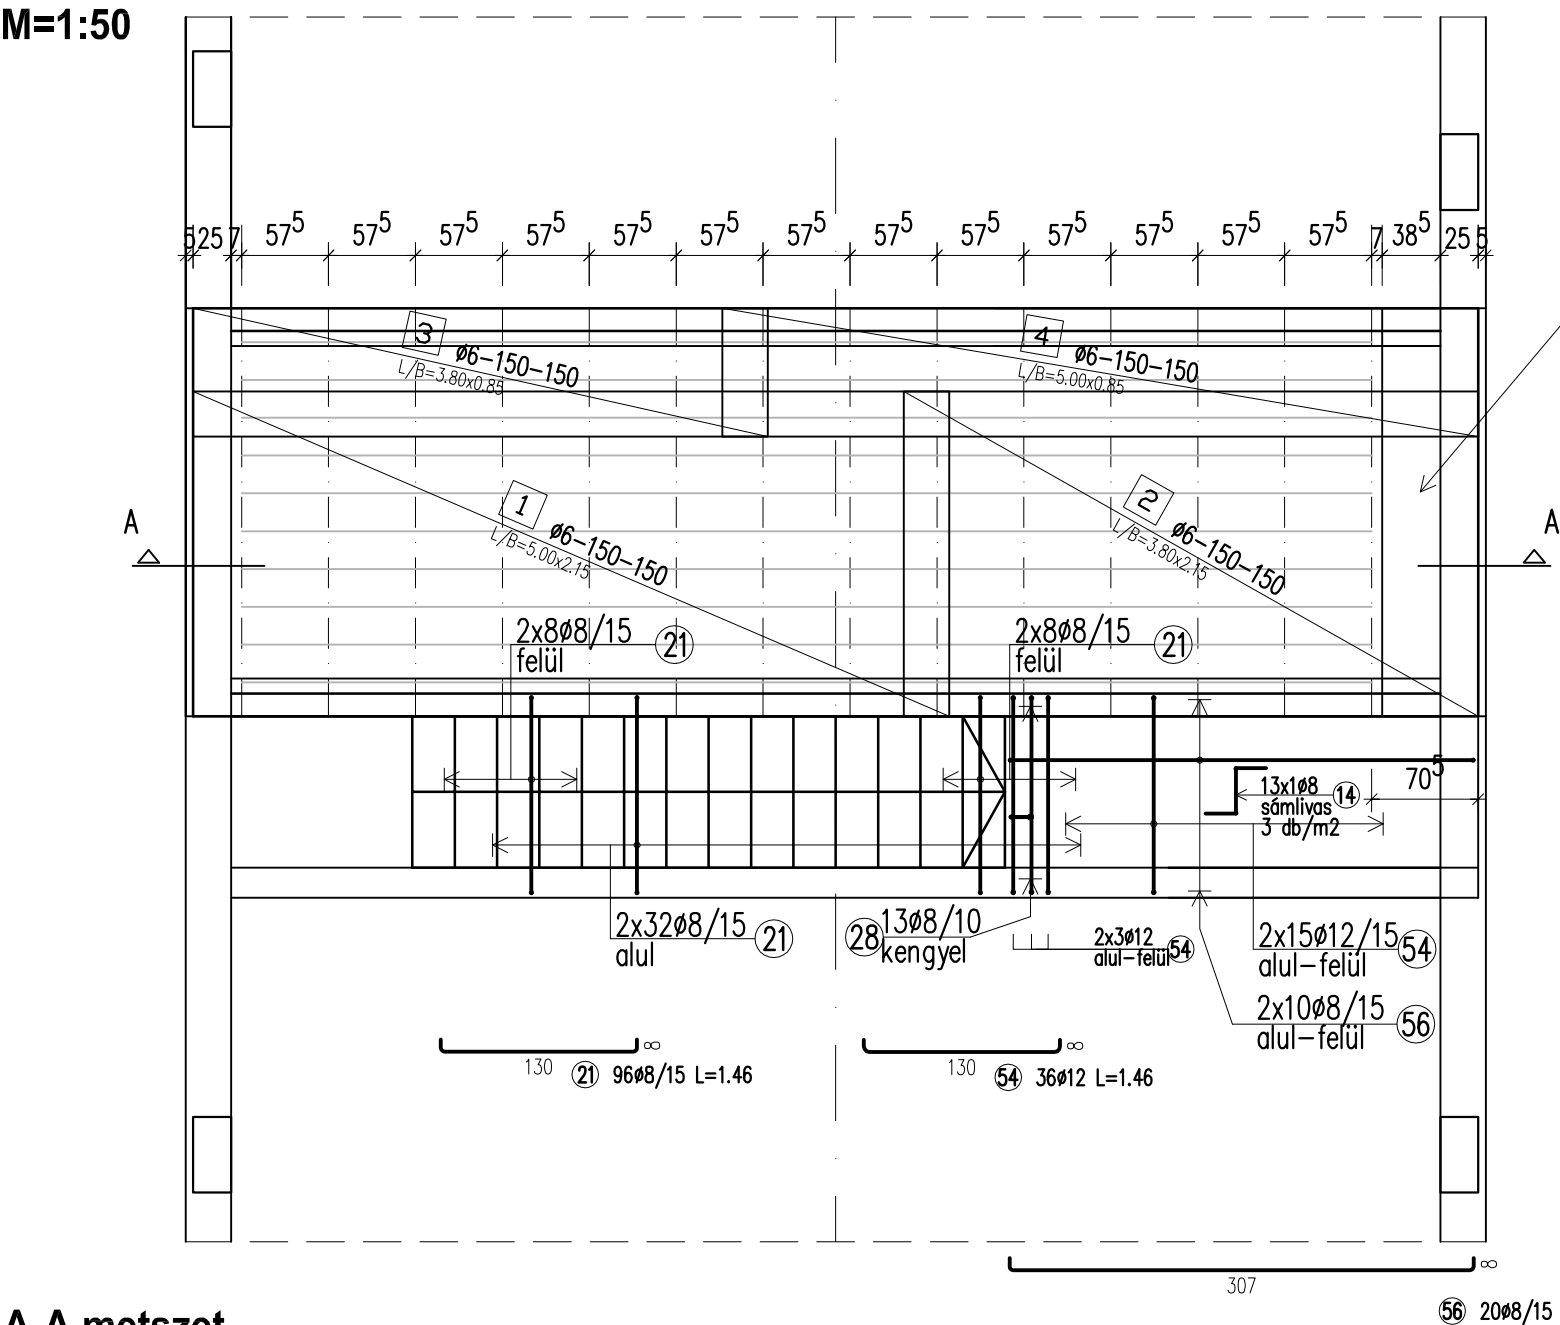 M=1:50
5 25 7 57⁵ 57⁵ 57⁵ 57⁵ 57⁵ 57⁵ 57⁵ 57⁵ 57⁵ 57⁵ 57⁵ 57⁵ 57⁵ 7 38⁵ 25 5
3 ø6-150-150
L/B=3.80x0.85
4 ø6-150-150
L/B=5.00x0.85
1 ø6-150-150
L/B=5.00x2.15
2 ø6-150-150
L/B=3.80x2.15
A
A
2x8ø8/15 21
felül
2x8ø8/15 21
felül
70⁵
13x1ø8 14
sámlivas
3 db/m2
2x32ø8/15 21
alul
28 13ø8/10
kengyel
2x3ø12 54
alul-felül
2x15ø12/15 54
alul-felül
2x10ø8/15 56
alul-felül
8
130
21 96ø8/15 L=1.46
8
130
54 36ø12 L=1.46
8
307
56 20ø8/15
A-A metszet